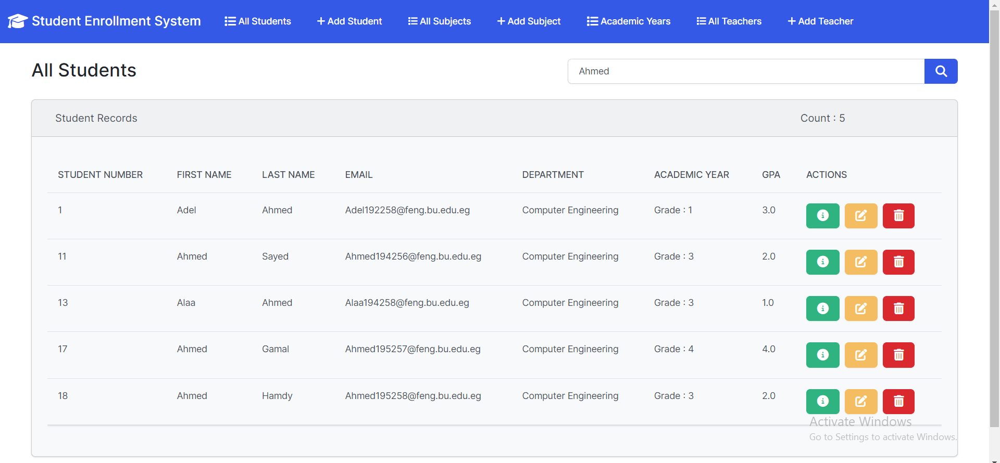 Student Enrollment System All Students Add Student All Subjects Add Subject Academic Years All Teachers Add Teacher
All Students
Ahmed
Student Records Count : 5
STUDENT NUMBER FIRST NAME LAST NAME EMAIL DEPARTMENT ACADEMIC YEAR GPA ACTIONS
1 Adel Ahmed Adel192258@feng.bu.edu.eg Computer Engineering Grade : 1 3.0
11 Ahmed Sayed Ahmed194256@feng.bu.edu.eg Computer Engineering Grade : 3 2.0
13 Alaa Ahmed Alaa194258@feng.bu.edu.eg Computer Engineering Grade : 3 1.0
17 Ahmed Gamal Ahmed195257@feng.bu.edu.eg Computer Engineering Grade : 4 4.0
18 Ahmed Hamdy Ahmed195258@feng.bu.edu.eg Computer Engineering Grade : 3 2.0
Activate Windows
Go to Settings to activate Windows.